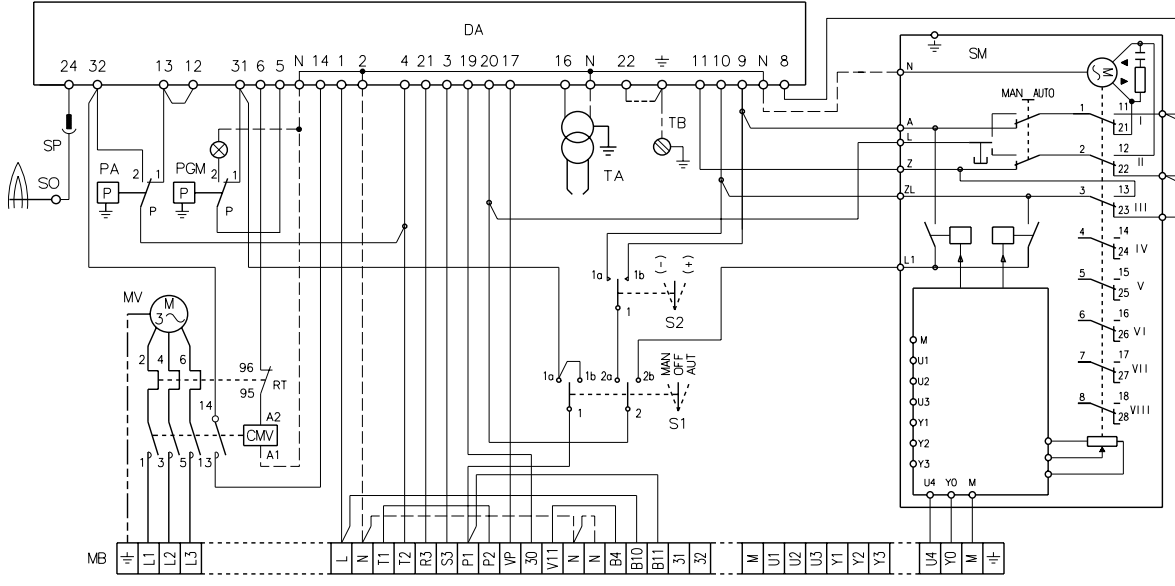 DA
24 32 13 12 31 6 5 N 14 1 2 4 21 3 19 20 17 16 N 22 11 10 9 N 8
SM
N
M
MAN AUTO
1 11 21 I
A
L
2 12 22 II
Z
ZL
3 13 23 III
4 14 24 IV
L1
5 15 25 V
6 16 26 VI
7 17 27 VII
8 18 28 VIII
SP
SO
PA
P
2 1
P
PGM
P
2 1
P
TA
TB
MV
M
3
2 4 6
96
95
RT
14
A2
CMV
A1
1 3 5 13
1a 1b
(-) (+)
1
S2
1a 1b 2a 2b
MAN
OFF
AUT
1 2
S1
M
U1
U2
U3
Y1
Y2
Y3
U4 Y0 M
MB
L1 L2 L3 L N T1 T2 R3 S3 P1 P2 VP 30 V11 N N B4 B10 B11 31 32 M U1 U2 U3 Y1 Y2 Y3 U4 Y0 M